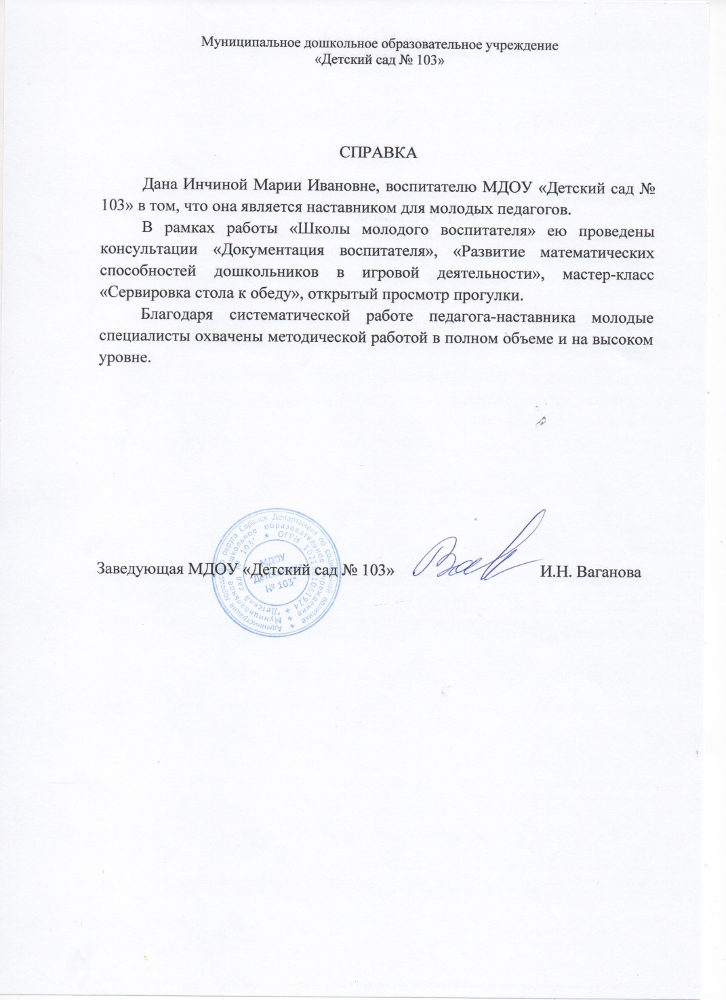 Муниципальное дошкольное образовательное учреждение
«Детский сад № 103»
СПРАВКА
Дана Инчиной Марии Ивановне, воспитателю МДОУ «Детский сад №
103» в том, что она является наставником для молодых педагогов.
В рамках работы «Школы молодого воспитателя» ею проведены
консультации «Документация воспитателя», «Развитие математических
способностей дошкольников в игровой деятельности», мастер-класс
«Сервировка стола к обеду», открытый просмотр прогулки.
Благодаря систематической работе педагога-наставника молодые
специалисты охвачены методической работой в полном объеме и на высоком
уровне.
Заведующая МДОУ «Детский сад № 103»
И.Н. Ваганова
Администрация городского округа Саранск Департамент по социальной политике
Муниципальное дошкольное образовательное учреждение
"Детский сад № 103" * ОГРН
МДОУ
"Детский сад
№ 103"